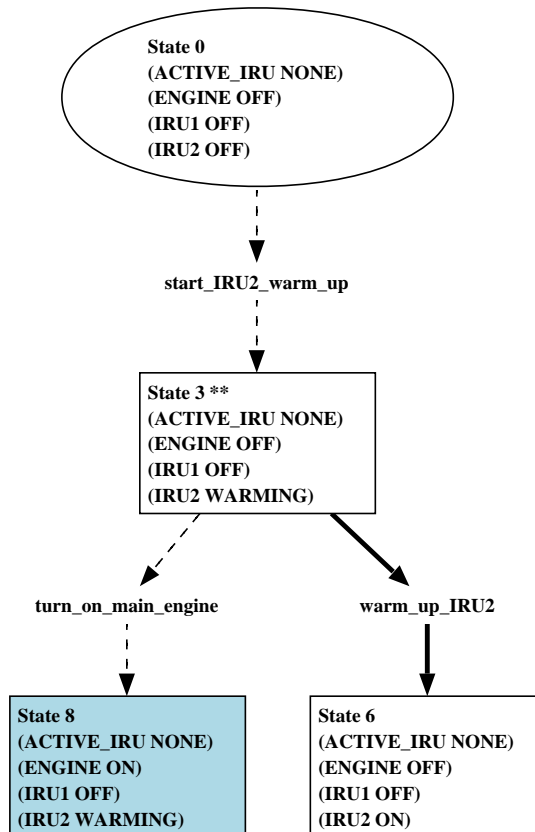 State 0
(ACTIVE_IRU NONE)
(ENGINE OFF)
(IRU1 OFF)
(IRU2 OFF)
start_IRU2_warm_up
State 3 **
(ACTIVE_IRU NONE)
(ENGINE OFF)
(IRU1 OFF)
(IRU2 WARMING)
turn_on_main_engine
warm_up_IRU2
State 8
(ACTIVE_IRU NONE)
(ENGINE ON)
(IRU1 OFF)
(IRU2 WARMING)
State 6
(ACTIVE_IRU NONE)
(ENGINE OFF)
(IRU1 OFF)
(IRU2 ON)